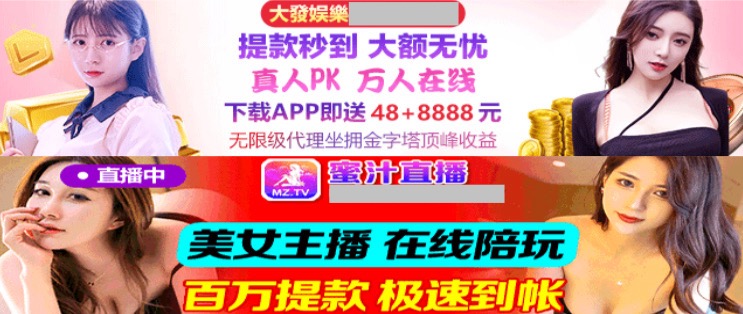 大發娱樂
提款秒到 大额无忧
真人PK 万人在线
下载APP即送 48+8888 元
无限级代理坐拥金字塔顶峰收益
直播中
MZ.TV
蜜汁直播
美女主播 在线陪玩
百万提款 极速到帐